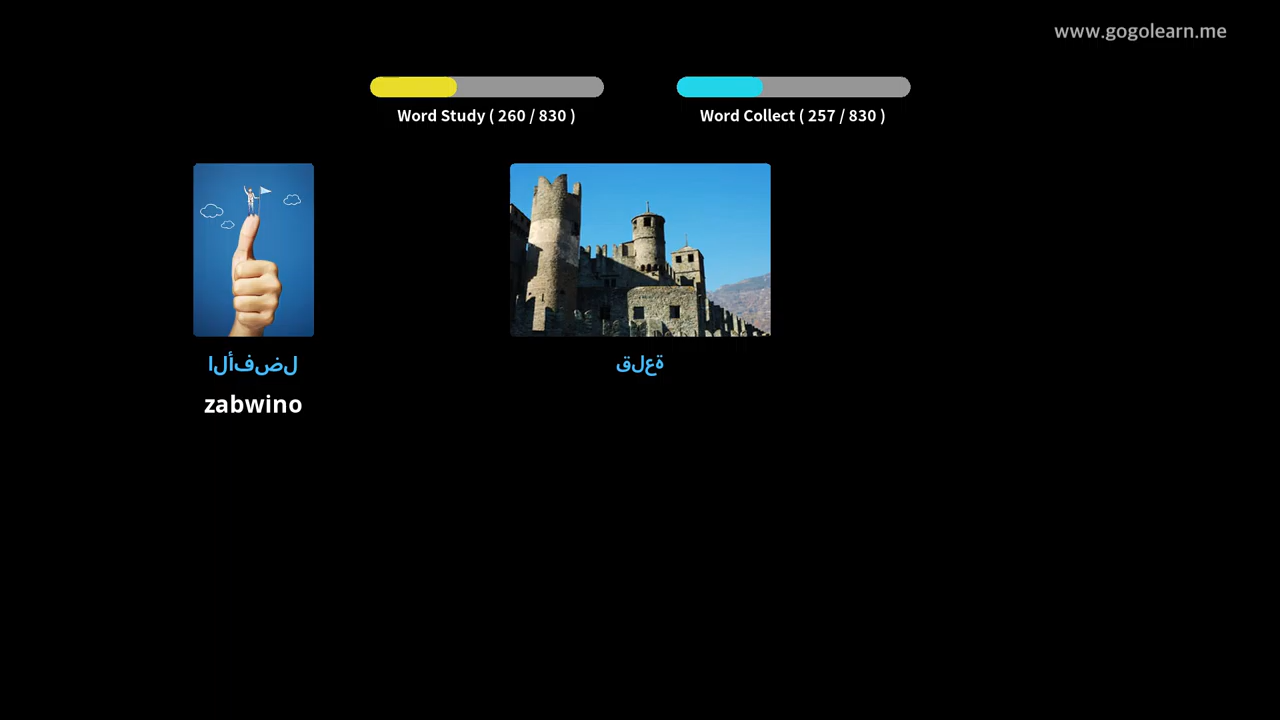 www.gogolearn.me
Word Study ( 260 / 830 )
Word Collect ( 257 / 830 )
الأفضل
قلعة
zabwino